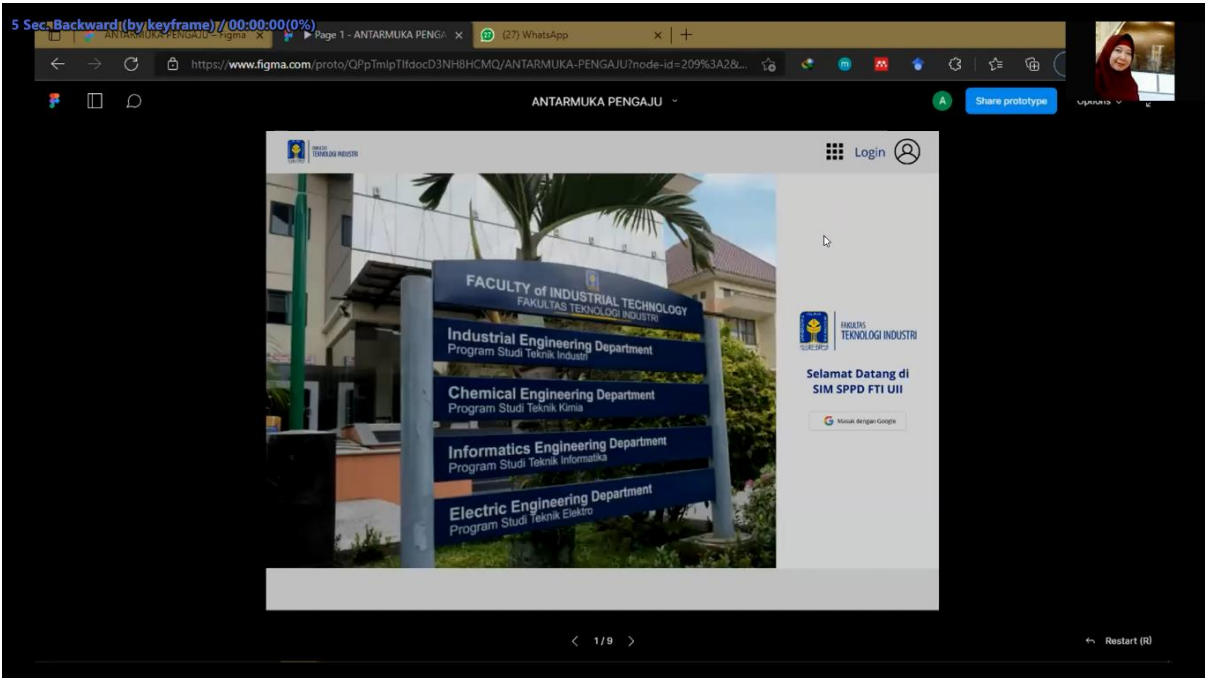 5 Sec. Backward (by keyframe) / 00:00:00(0%)
ANTARMUKA PENGAJU – Figma
Page 1 - ANTARMUKA PENGA
(27) WhatsApp
https://www.figma.com/proto/QPpTmlpTIfdocD3NH8HCMQ/ANTARMUKA-PENGAJU?node-id=209%3A2&...
ANTARMUKA PENGAJU
A
Share prototype
Options
FAKULTAS
TEKNOLOGI INDUSTRI
Login
FACULTY of INDUSTRIAL TECHNOLOGY
FAKULTAS TEKNOLOGI INDUSTRI
Industrial Engineering Department
Program Studi Teknik Industri
Chemical Engineering Department
Program Studi Teknik Kimia
Informatics Engineering Department
Program Studi Teknik Informatika
Electric Engineering Department
Program Studi Teknik Elektro
FAKULTAS
TEKNOLOGI INDUSTRI
Selamat Datang di
SIM SPPD FTI UII
Masuk dengan Google
1/9
Restart (R)